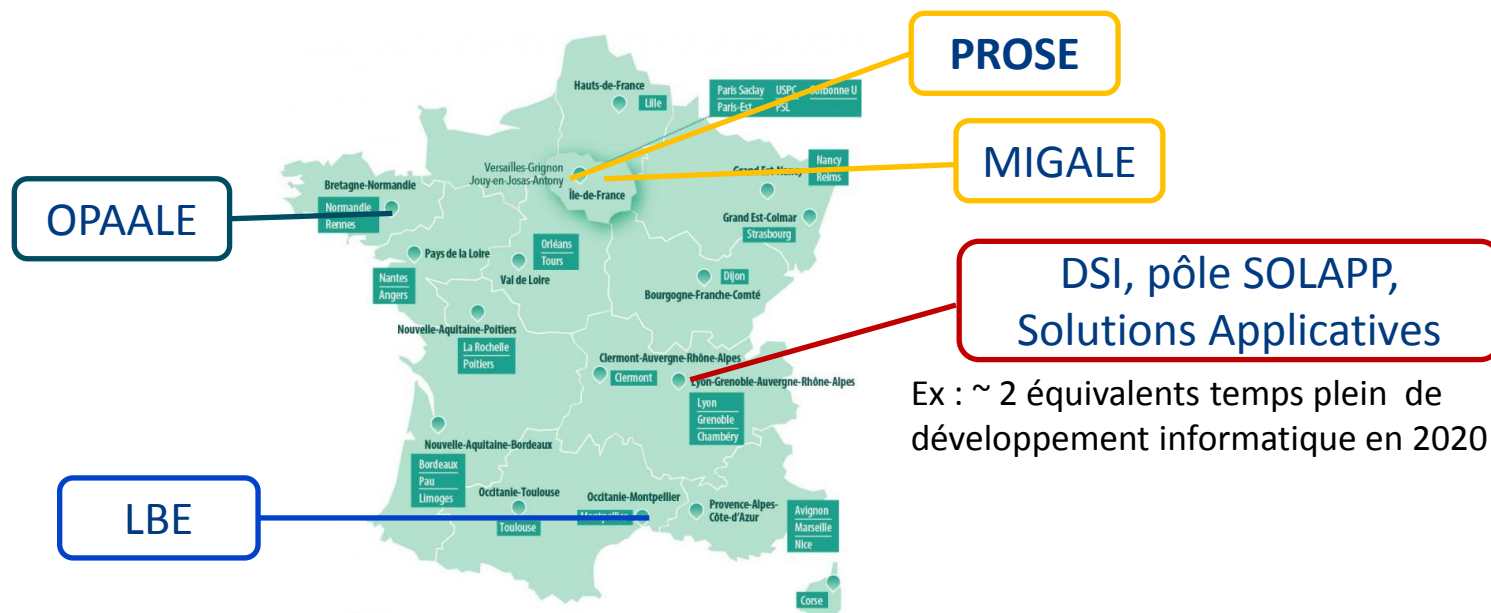 PROSE
Hauts-de-France
Lille
Paris Saclay USPC Sorbonne U
Paris-Est PSL
MIGALE
Nancy
Reims
Versailles-Grignon
Jouy-en-Josas-Antony
Grand Est-Nancy
Île-de-France
Bretagne-Normandie
Normandie
Rennes
OPAALE
Grand Est-Colmar
Strasbourg
Pays de la Loire
Nantes
Angers
Orléans
Tours
Val de Loire
Dijon
Bourgogne-Franche-Comté
DSI, pôle SOLAPP,
Solutions Applicatives
Nouvelle-Aquitaine-Poitiers
La Rochelle
Poitiers
Clermont-Auvergne-Rhône-Alpes
Clermont
Lyon-Grenoble-Auvergne-Rhône-Alpes
Lyon
Grenoble
Chambéry
Ex : ~ 2 équivalents temps plein de
développement informatique en 2020
Nouvelle-Aquitaine-Bordeaux
Bordeaux
Pau
Limoges
Occitanie-Toulouse
Toulouse
Occitanie-Montpellier
Montpellier
LBE
Provence-Alpes-
Côte-d'Azur
Avignon
Marseille
Nice
Corse